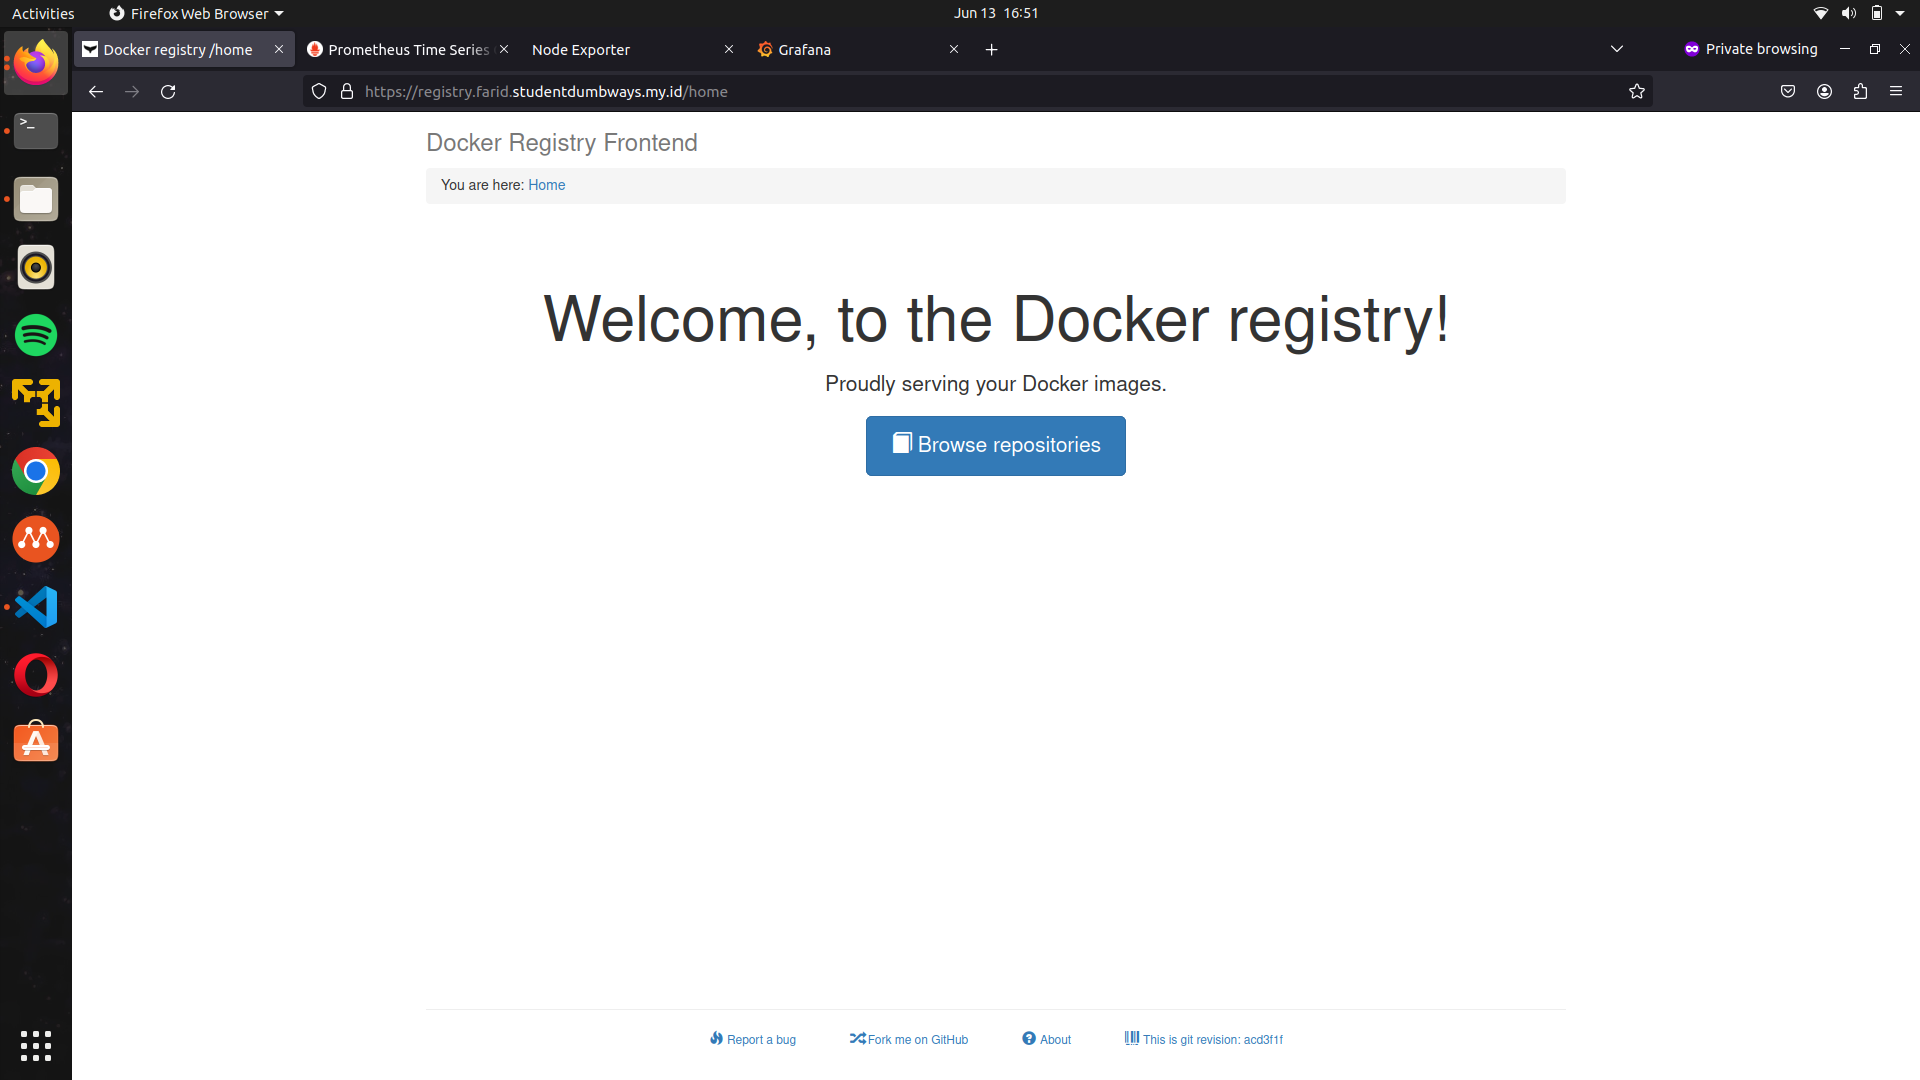 Activities
Firefox Web Browser
Jun 13 16:51
Docker registry /home
Prometheus Time Series
Node Exporter
Grafana
Private browsing
https://registry.farid.studentdumbways.my.id/home
Docker Registry Frontend
You are here: Home
Welcome, to the Docker registry!
Proudly serving your Docker images.
Browse repositories
Report a bug
Fork me on GitHub
About
This is git revision: acd3f1f